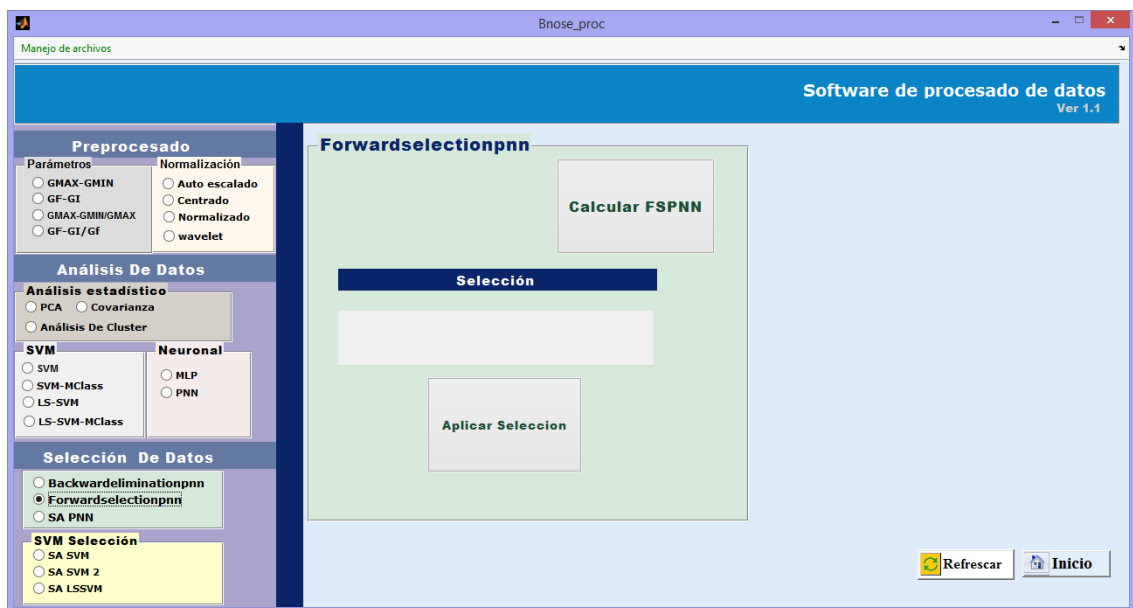 Bnose_proc
Manejo de archivos
Software de procesado de datos
Ver 1.1
Preprocesado
Parámetros
GMAX-GMIN
GF-GI
GMAX-GMIN/GMAX
GF-GI/Gf
Normalización
Auto escalado
Centrado
Normalizado
wavelet
Análisis De Datos
Análisis estadístico
PCA Covarianza
Análisis De Cluster
SVM
SVM
SVM-MClass
LS-SVM
LS-SVM-MClass
Neuronal
MLP
PNN
Selección De Datos
Backwardeliminationpnn
Forwardselectionpnn
SA PNN
SVM Selección
SA SVM
SA SVM 2
SA LSSVM
Forwardselectionpnn
Calcular FSPNN
Selección
Aplicar Seleccion
Refrescar
Inicio